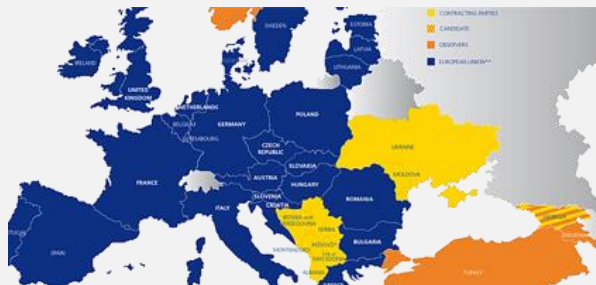 CONTRACTING PARTIES
CANDIDATE
OBSERVERS
EUROPEAN UNION**
SWEDEN
ESTONIA
LATVIA
LITHUANIA
IRELAND
UNITED
KINGDOM
NETHERLANDS
BELGIUM
LUXEMBOURG
GERMANY
POLAND
CZECH
REPUBLIC
SLOVAKIA
UKRAINE
MOLDOVA
FRANCE
AUSTRIA
HUNGARY
SLOVENIA
CROATIA
ROMANIA
ITALY
BOSNIA and
HERZEGOVINA
SERBIA
MONTENEGRO
BULGARIA
MACEDONIA
ALBANIA
SPAIN
TURKEY